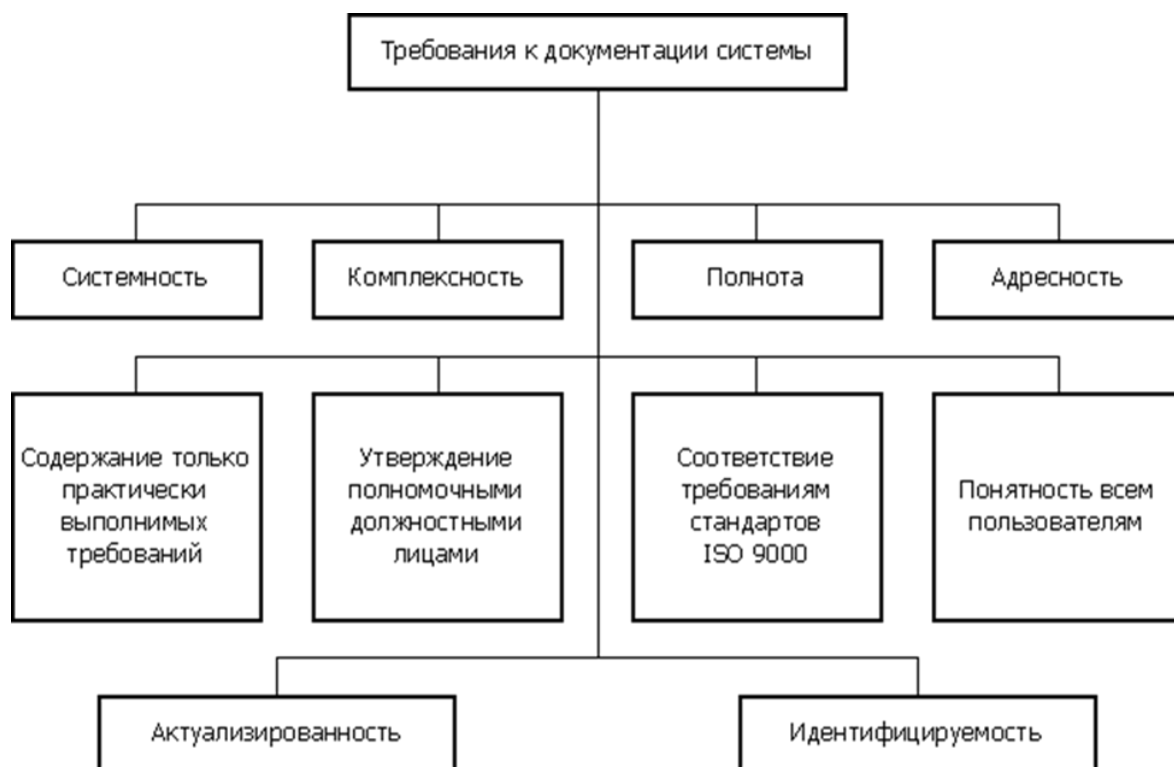 Требования к документации системы
Системность
Комплексность
Полнота
Адресность
Содержание только
практически
выполнимых
требований
Утверждение
полномочными
должностными
лицами
Соответствие
требованиям
стандартов
ISO 9000
Понятность всем
пользователям
Актуализированность
Идентифицируемость